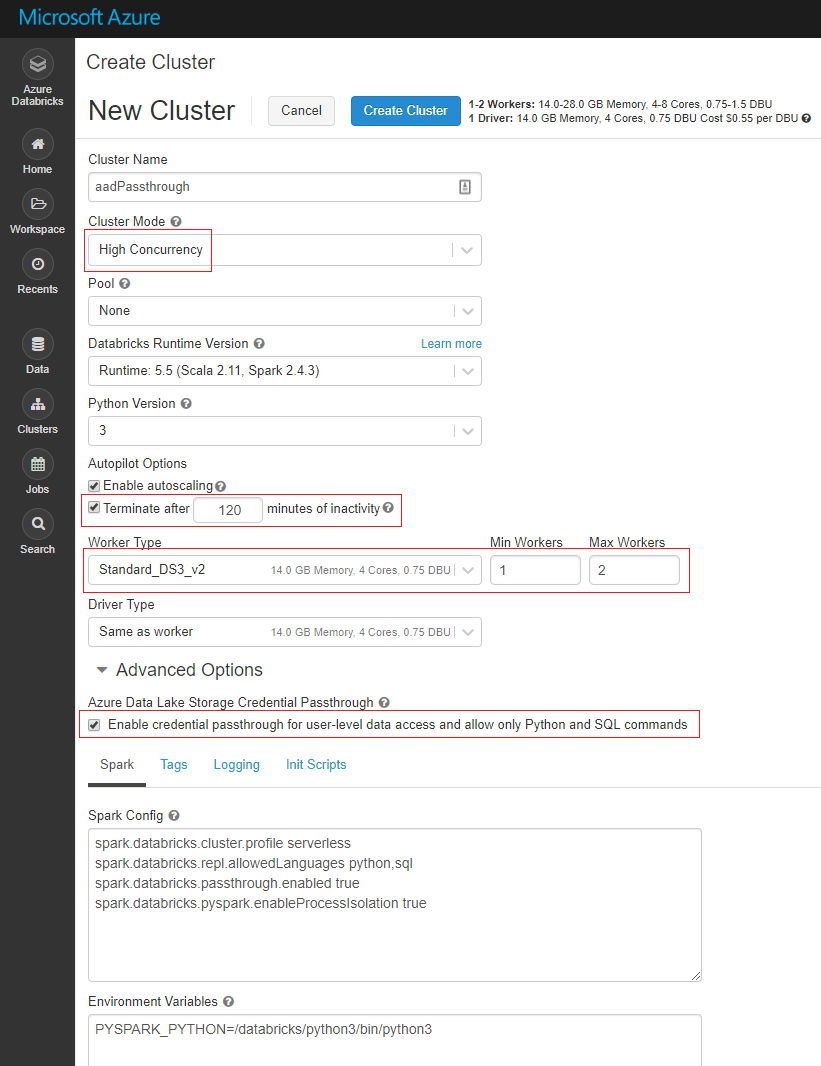 Microsoft Azure
Azure
Databricks
Home
Workspace
Recents
Data
Clusters
Jobs
Search
Create Cluster
New Cluster
Cancel
Create Cluster
1-2 Workers: 14.0-28.0 GB Memory, 4-8 Cores, 0.75-1.5 DBU
1 Driver: 14.0 GB Memory, 4 Cores, 0.75 DBU Cost $0.55 per DBU ?
Cluster Name
aadPassthrough
Cluster Mode ?
High Concurrency
Pool ?
None
Databricks Runtime Version ? Learn more
Runtime: 5.5 (Scala 2.11, Spark 2.4.3)
Python Version ?
3
Autopilot Options
Enable autoscaling ?
Terminate after 120 minutes of inactivity ?
Worker Type Min Workers Max Workers
Standard_DS3_v2 14.0 GB Memory, 4 Cores, 0.75 DBU 1 2
Driver Type
Same as worker 14.0 GB Memory, 4 Cores, 0.75 DBU
Advanced Options
Azure Data Lake Storage Credential Passthrough ?
Enable credential passthrough for user-level data access and allow only Python and SQL commands
Spark Tags Logging Init Scripts
Spark Config ?
spark.databricks.cluster.profile serverless
spark.databricks.repl.allowedLanguages python,sql
spark.databricks.passthrough.enabled true
spark.databricks.pyspark.enableProcessIsolation true
Environment Variables ?
PYSPARK_PYTHON=/databricks/python3/bin/python3